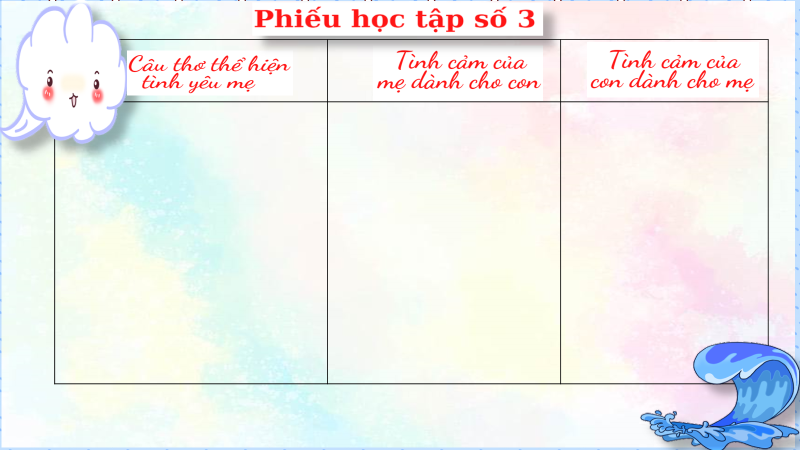 Phiếu học tập số 3
Câu thơ thể hiện
tình yêu mẹ
Tình cảm của
mẹ dành cho con
Tình cảm của
con dành cho mẹ